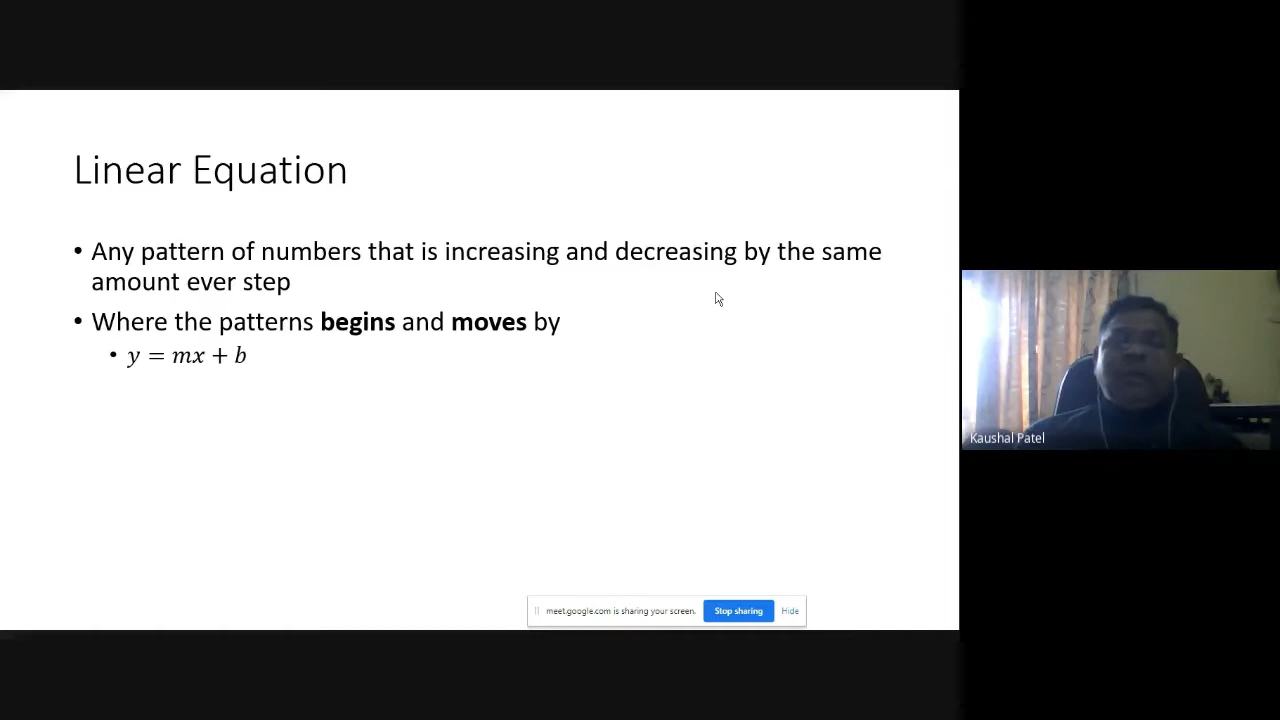 Linear Equation
• Any pattern of numbers that is increasing and decreasing by the same
amount ever step
• Where the patterns begins and moves by
• y = mx + b
Kaushal Patel
meet.google.com is sharing your screen. Stop sharing Hide